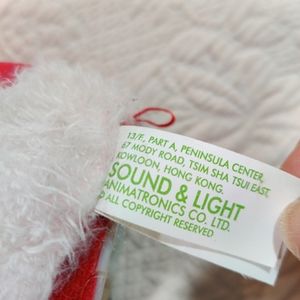 13/F., PART A, PENINSULA CENTER,
67 MODY ROAD, TSIM SHA TSUI EAST,
KOWLOON, HONG KONG.
SOUND & LIGHT
ANIMATRONICS CO. LTD.
© ALL COPYRIGHT RESERVED